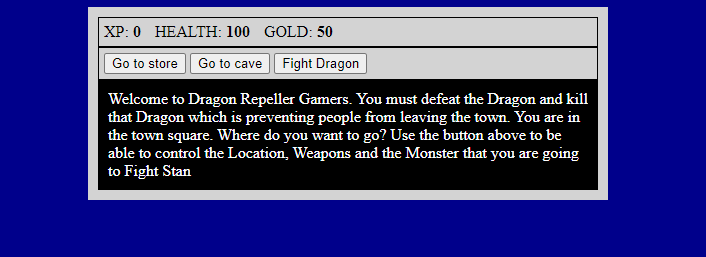 XP: 0 HEALTH: 100 GOLD: 50
Go to store Go to cave Fight Dragon
Welcome to Dragon Repeller Gamers. You must defeat the Dragon and kill
that Dragon which is preventing people from leaving the town. You are in
the town square. Where do you want to go? Use the button above to be
able to control the Location, Weapons and the Monster that you are going
to Fight Stan